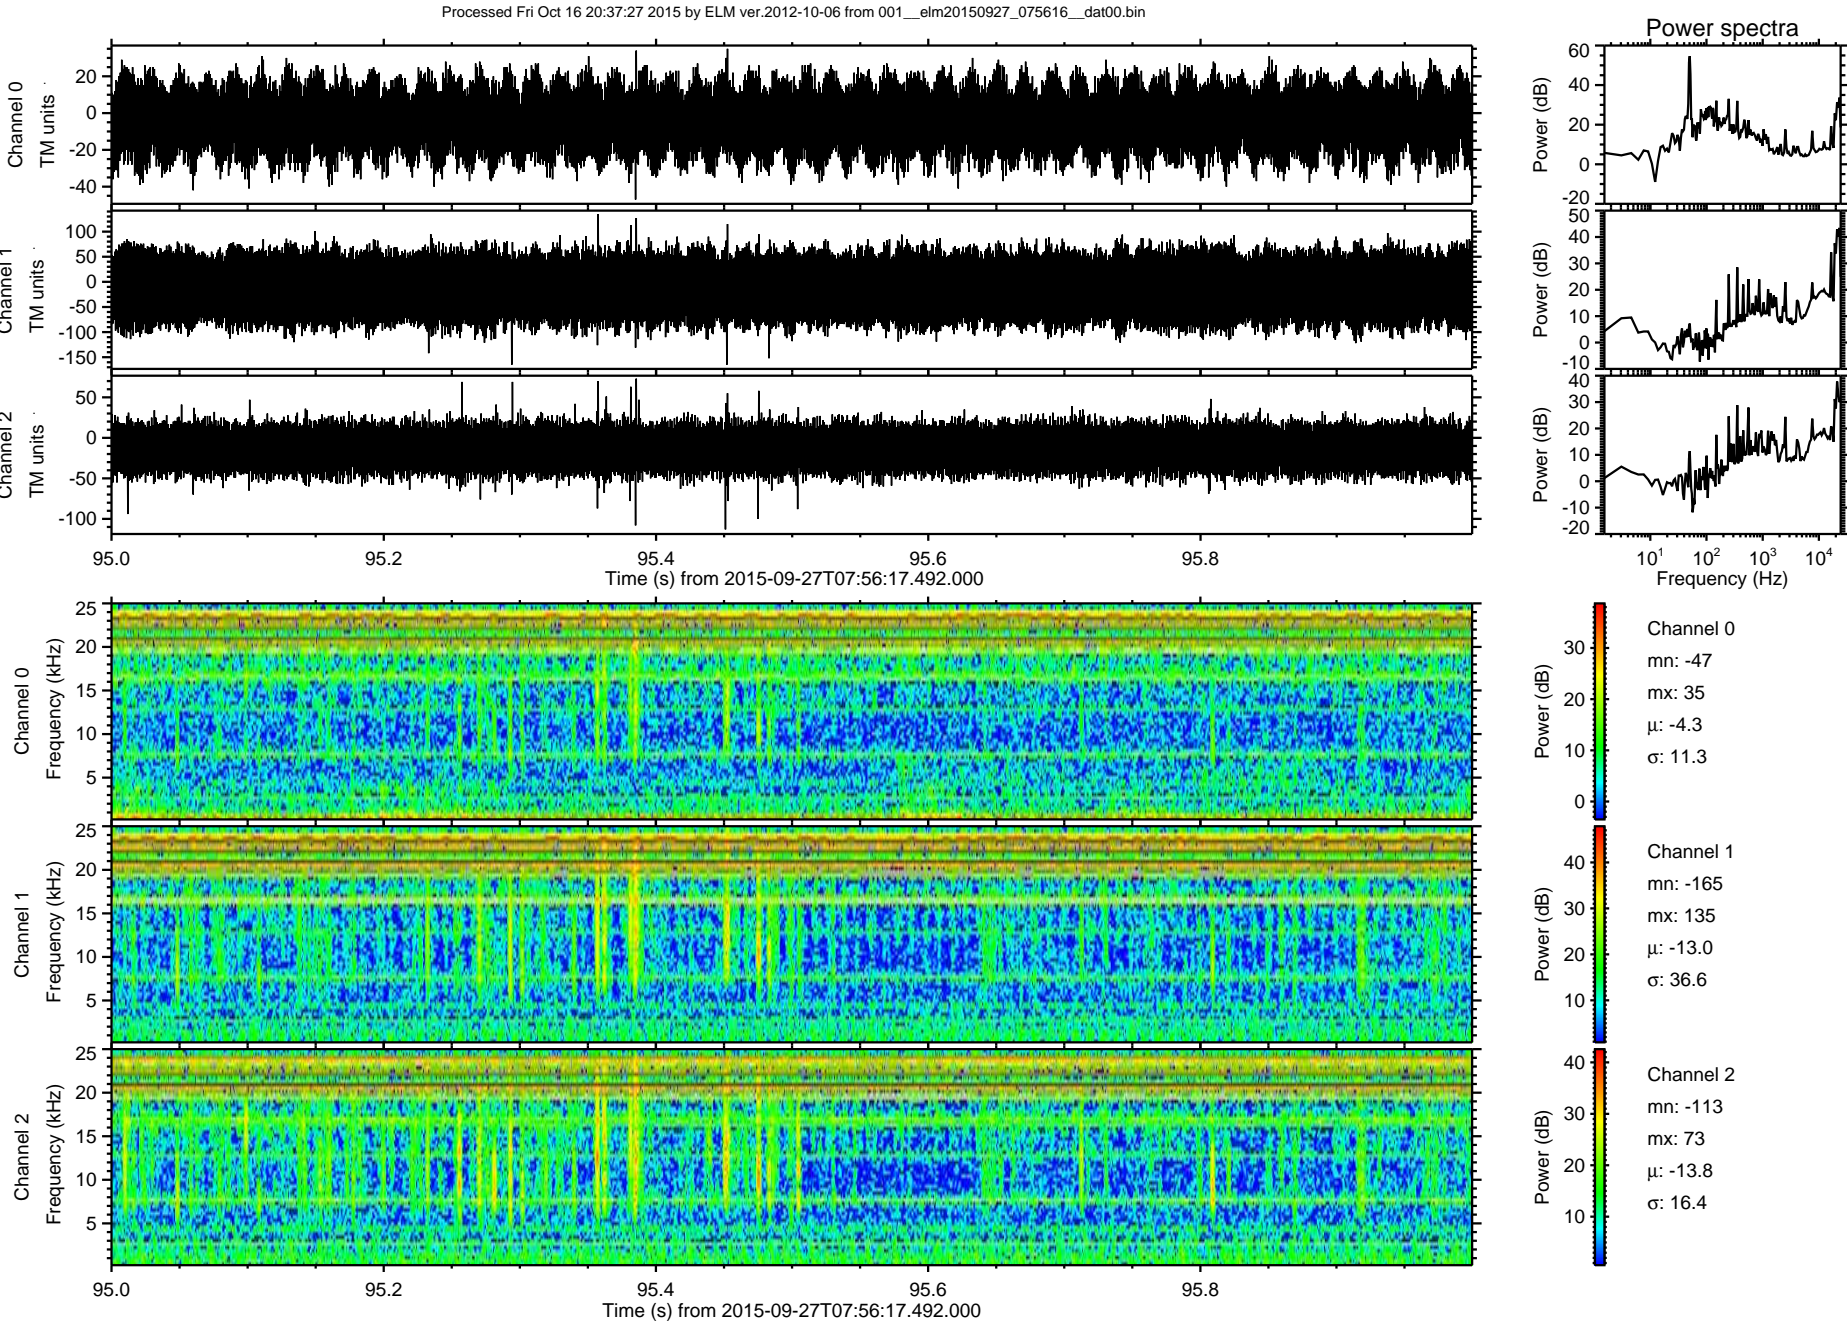 Processed Fri Oct 16 20:37:27 2015 by ELM ver.2012-10-06 from 001__elm20150927_075616__dat00.bin
Power spectra
Channel 0
TM units
20
0
-20
-40
Power (dB)
60
40
20
0
-20
Channel 1
TM units
100
50
0
-50
-100
-150
Power (dB)
50
40
30
20
10
0
-10
Channel 2
TM units
50
0
-50
-100
Power (dB)
40
30
20
10
0
-10
-20
95.0 95.2 95.4 95.6 95.8
Time (s) from 2015-09-27T07:56:17.492.000
10^1 10^2 10^3 10^4
Frequency (Hz)
Channel 0
Frequency (kHz)
25
20
15
10
5
Power (dB)
30
20
10
0
Channel 0
mn: -47
mx: 35
μ: -4.3
σ: 11.3
Channel 1
Frequency (kHz)
25
20
15
10
5
Power (dB)
40
30
20
10
Channel 1
mn: -165
mx: 135
μ: -13.0
σ: 36.6
Channel 2
Frequency (kHz)
25
20
15
10
5
Power (dB)
40
30
20
10
Channel 2
mn: -113
mx: 73
μ: -13.8
σ: 16.4
95.0 95.2 95.4 95.6 95.8
Time (s) from 2015-09-27T07:56:17.492.000